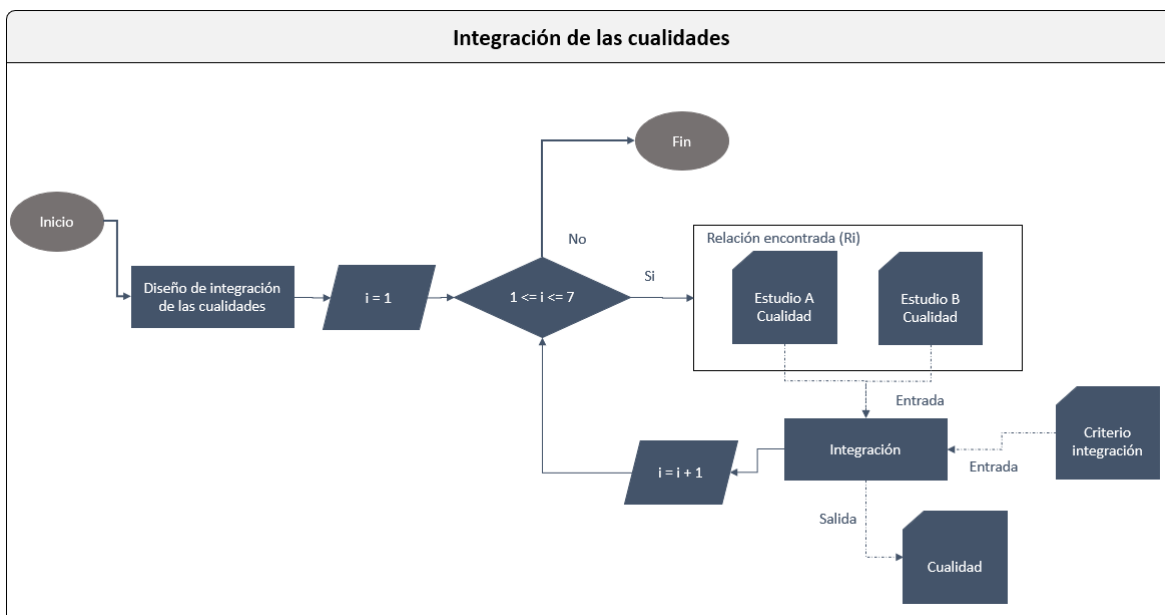 Integración de las cualidades
Fin
Inicio
No
Relación encontrada (Ri)
Diseño de integración
de las cualidades
i = 1
1 <= i <= 7
Si
Estudio A
Cualidad
Estudio B
Cualidad
Entrada
Integración
Criterio
integración
Entrada
i = i + 1
Salida
Cualidad